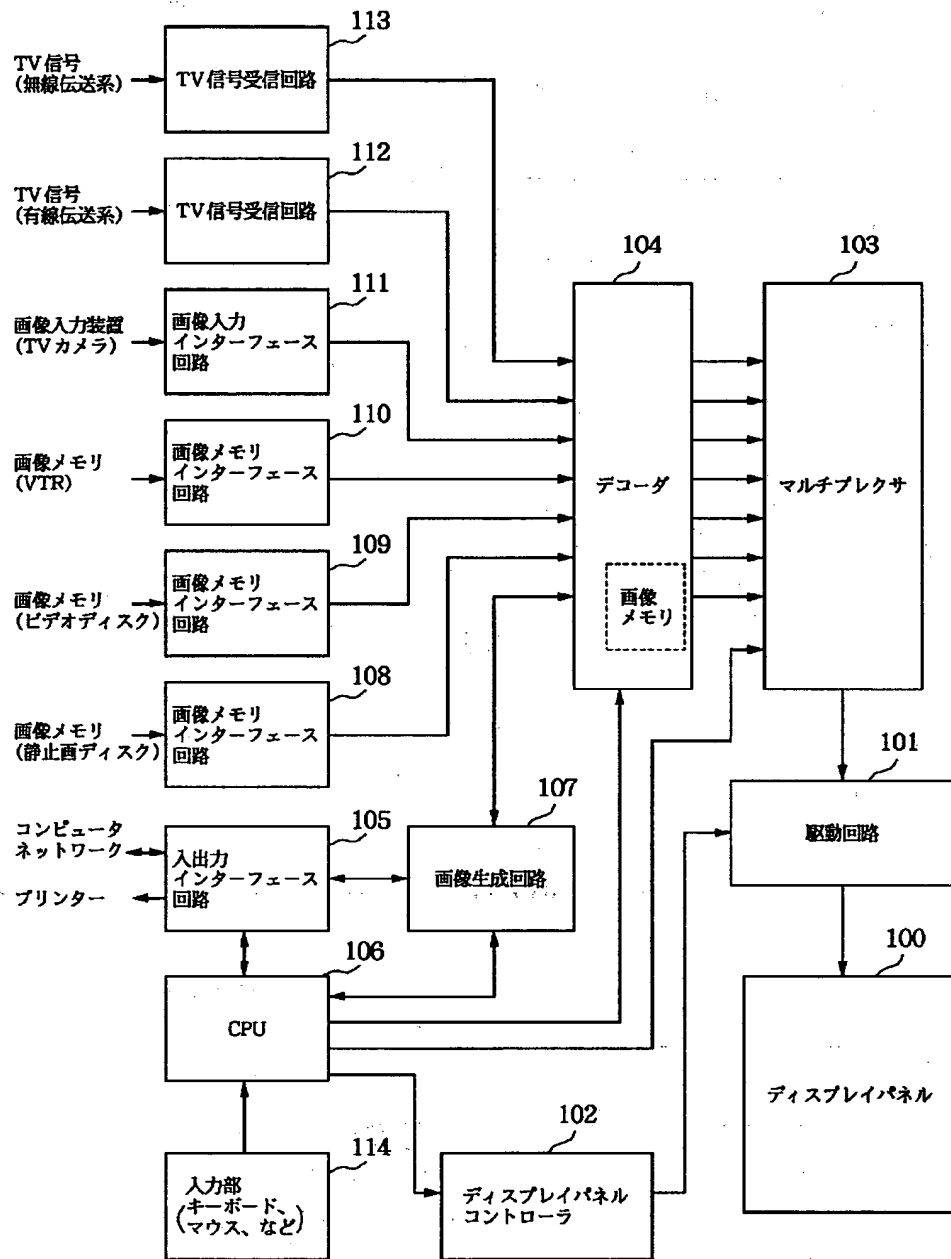 113
TV信号
(無線伝送系)
TV信号受信回路
112
TV信号
(有線伝送系)
TV信号受信回路
104
103
111
画像入力装置
(TVカメラ)
画像入力
インターフェース
回路
110
画像メモリ
(VTR)
画像メモリ
インターフェース
回路
デコーダ
マルチプレクサ
109
画像メモリ
(ビデオディスク)
画像メモリ
インターフェース
回路
画像
メモリ
108
画像メモリ
(静止画ディスク)
画像メモリ
インターフェース
回路
101
107
105
コンピュータ
ネットワーク
プリンター
入出力
インターフェース
回路
画像生成回路
駆動回路
106
100
CPU
ディスプレイパネル
102
114
入力部
(キーボード、
マウス、など)
ディスプレイパネル
コントローラ